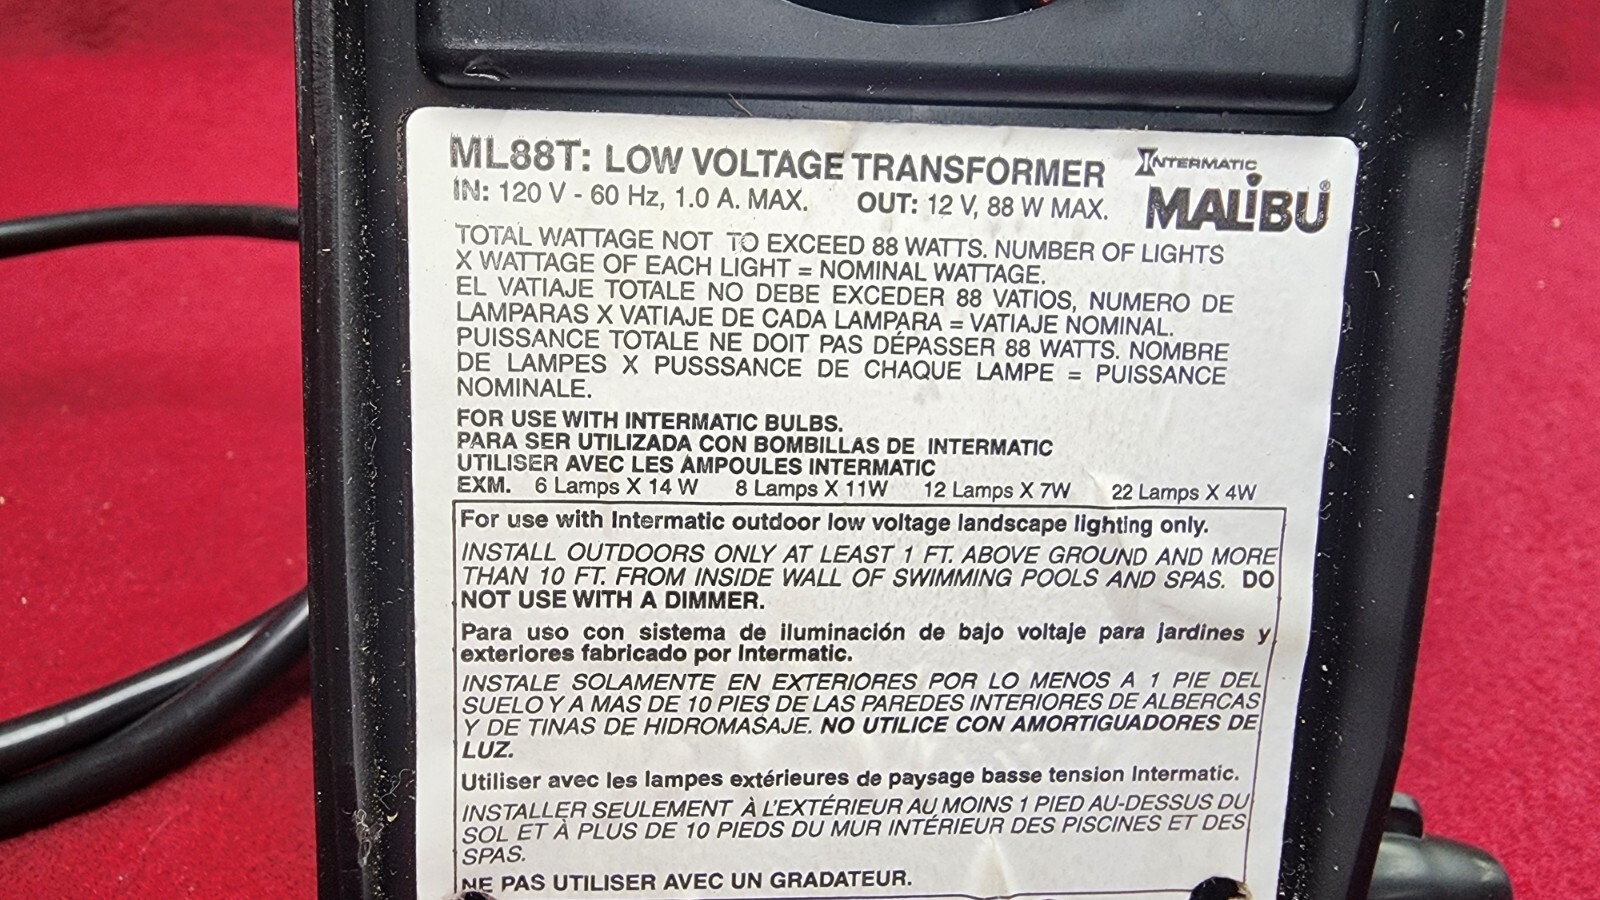 ML88T: LOW VOLTAGE TRANSFORMER
INTERMATIC
IN: 120 V - 60 Hz, 1.0 A. MAX. OUT: 12 V, 88 W MAX.
MALiBU®
TOTAL WATTAGE NOT TO EXCEED 88 WATTS. NUMBER OF LIGHTS
X WATTAGE OF EACH LIGHT = NOMINAL WATTAGE.
EL VATIAJE TOTALE NO DEBE EXCEDER 88 VATIOS, NUMERO DE
LAMPARAS X VATIAJE DE CADA LAMPARA = VATIAJE NOMINAL.
PUISSANCE TOTALE NE DOIT PAS DÉPASSER 88 WATTS. NOMBRE
DE LAMPES X PUSSSANCE DE CHAQUE LAMPE = PUISSANCE
NOMINALE.
FOR USE WITH INTERMATIC BULBS.
PARA SER UTILIZADA CON BOMBILLAS DE INTERMATIC
UTILISER AVEC LES AMPOULES INTERMATIC
EXM. 6 Lamps X 14 W 8 Lamps X 11W 12 Lamps X 7W 22 Lamps X 4W
For use with Intermatic outdoor low voltage landscape lighting only.
INSTALL OUTDOORS ONLY AT LEAST 1 FT. ABOVE GROUND AND MORE
THAN 10 FT. FROM INSIDE WALL OF SWIMMING POOLS AND SPAS. DO
NOT USE WITH A DIMMER.
Para uso con sistema de iluminación de bajo voltaje para jardines y
exteriores fabricado por Intermatic.
INSTALE SOLAMENTE EN EXTERIORES POR LO MENOS A 1 PIE DEL
SUELO Y A MAS DE 10 PIES DE LAS PAREDES INTERIORES DE ALBERCAS
Y DE TINAS DE HIDROMASAJE. NO UTILICE CON AMORTIGUADORES DE
LUZ.
Utiliser avec les lampes extérieures de paysage basse tension Intermatic.
INSTALLER SEULEMENT À L'EXTÉRIEUR AU MOINS 1 PIED AU-DESSUS DU
SOL ET À PLUS DE 10 PIEDS DU MUR INTÉRIEUR DES PISCINES ET DES
SPAS.
NE PAS UTILISER AVEC UN GRADATEUR.